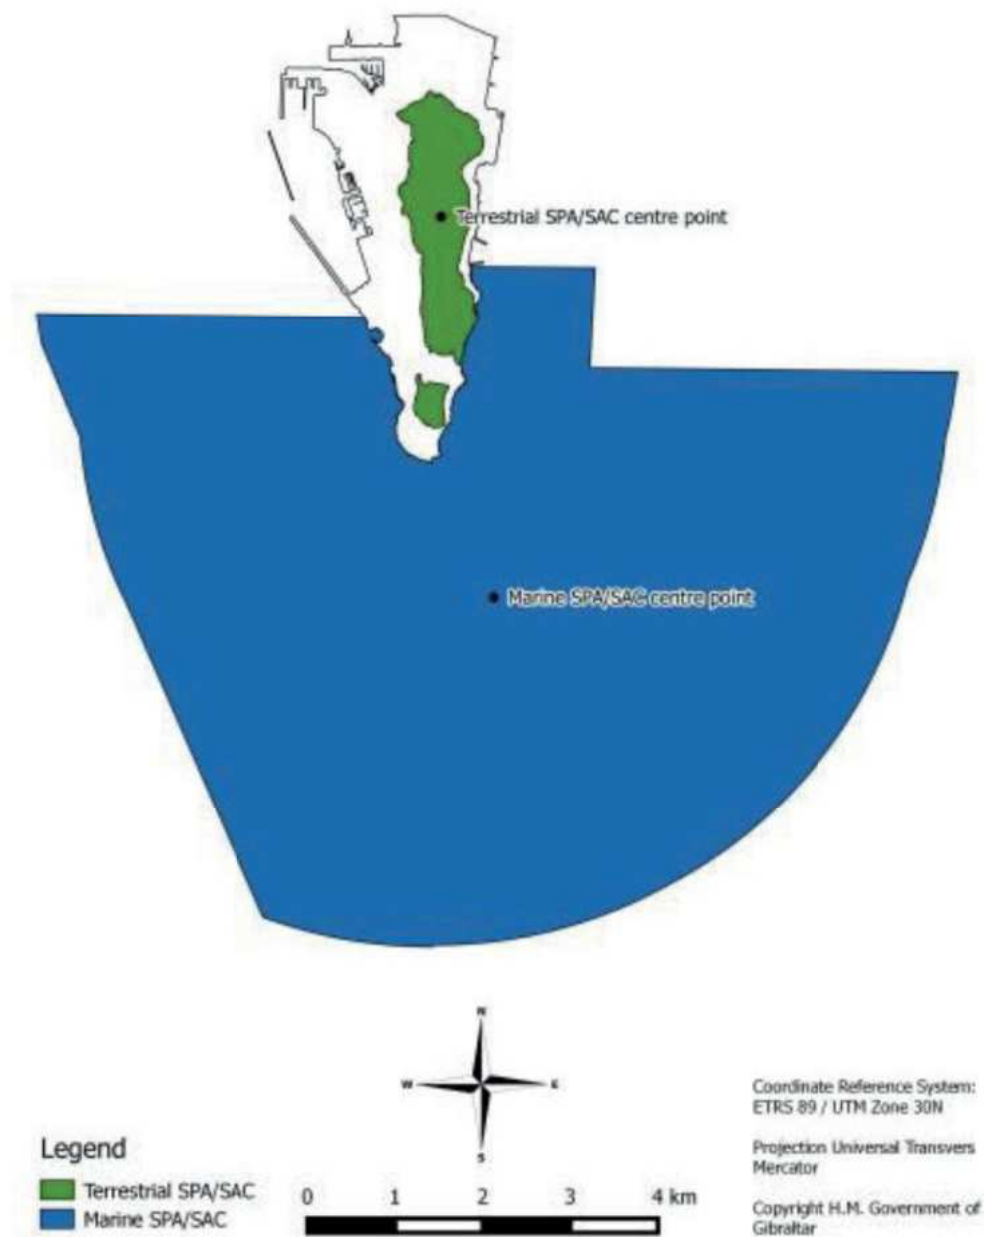 Terrestrial SPA/SAC centre point
Marine SPA/SAC centre point
N
W
E
S
Legend
Terrestrial SPA/SAC
Marine SPA/SAC
0 1 2 3 4 km
Coordinate Reference System:
ETRS 89 / UTM Zone 30N
Projection Universal Transvers
Mercator
Copyright H.M. Government of
Gibraltar